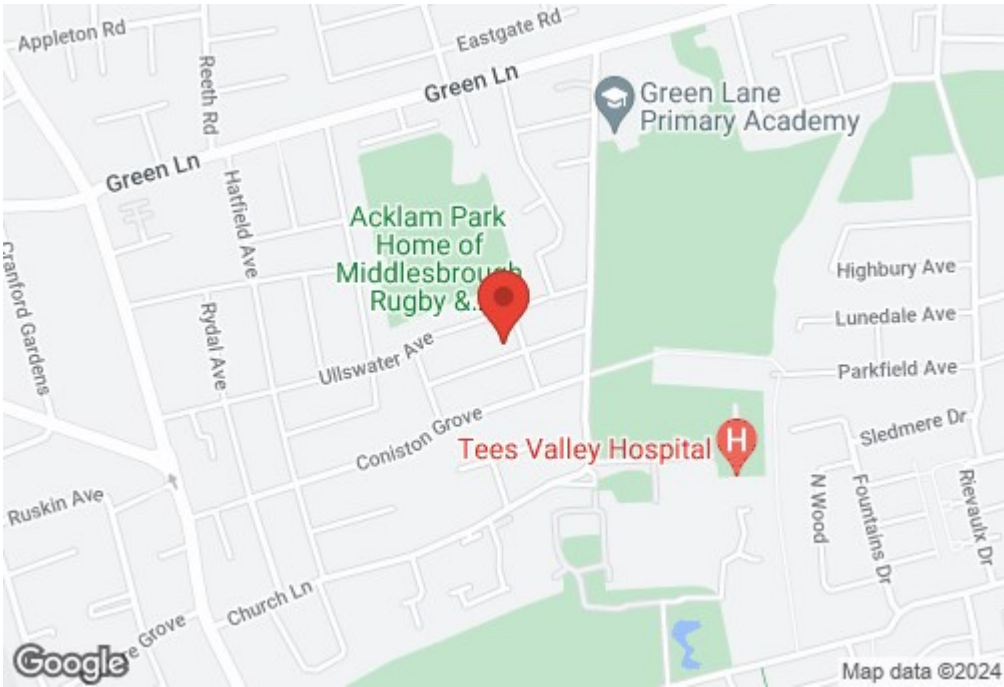 Appleton Rd
Eastgate Rd
Reeth Rd
Green Ln
Green Lane
Primary Academy
Green Ln
Hatfield Ave
Acklam Park
Home of
Middlesbrough
Rugby &...
Cranford Gardens
Highbury Ave
Rydal Ave
Lunedale Ave
Ullswater Ave
Parkfield Ave
Coniston Grove
Sledmere Dr
Tees Valley Hospital
H
Ruskin Ave
N Wood
Fountains Dr
Rievaulx Dr
Church Ln
re Grove
Google
Map data ©2024